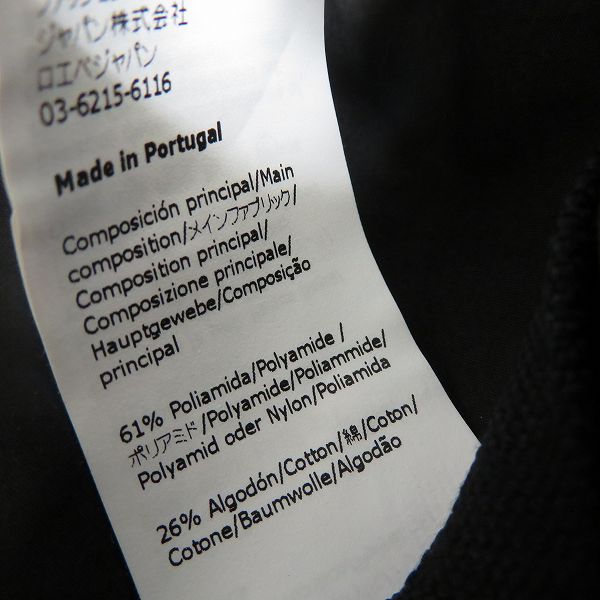 ジャパン株式会社
ロエベジャパン
03-6215-6116
Made in Portugal
Composición principal/Main
composition/メインファブリック/
Composition principal/
Composizione principale/
Hauptgewebe/Composição
principal
61% Poliamida/Polyamide/
ポリアミド/Polyamide/Poliammide/
Polyamid oder Nylon/Poliamida
26% Algodón/Cotton/綿/Coton/
Cotone/Baumwolle/Algodão